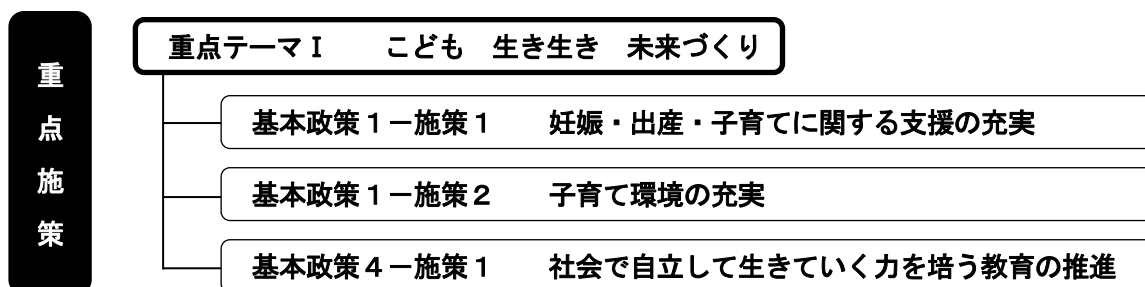 重点施策
重点テーマⅠ　　こども　生き生き　未来づくり
基本政策１－施策１　　妊娠・出産・子育てに関する支援の充実
基本政策１－施策２　　子育て環境の充実
基本政策４－施策１　　社会で自立して生きていく力を培う教育の推進